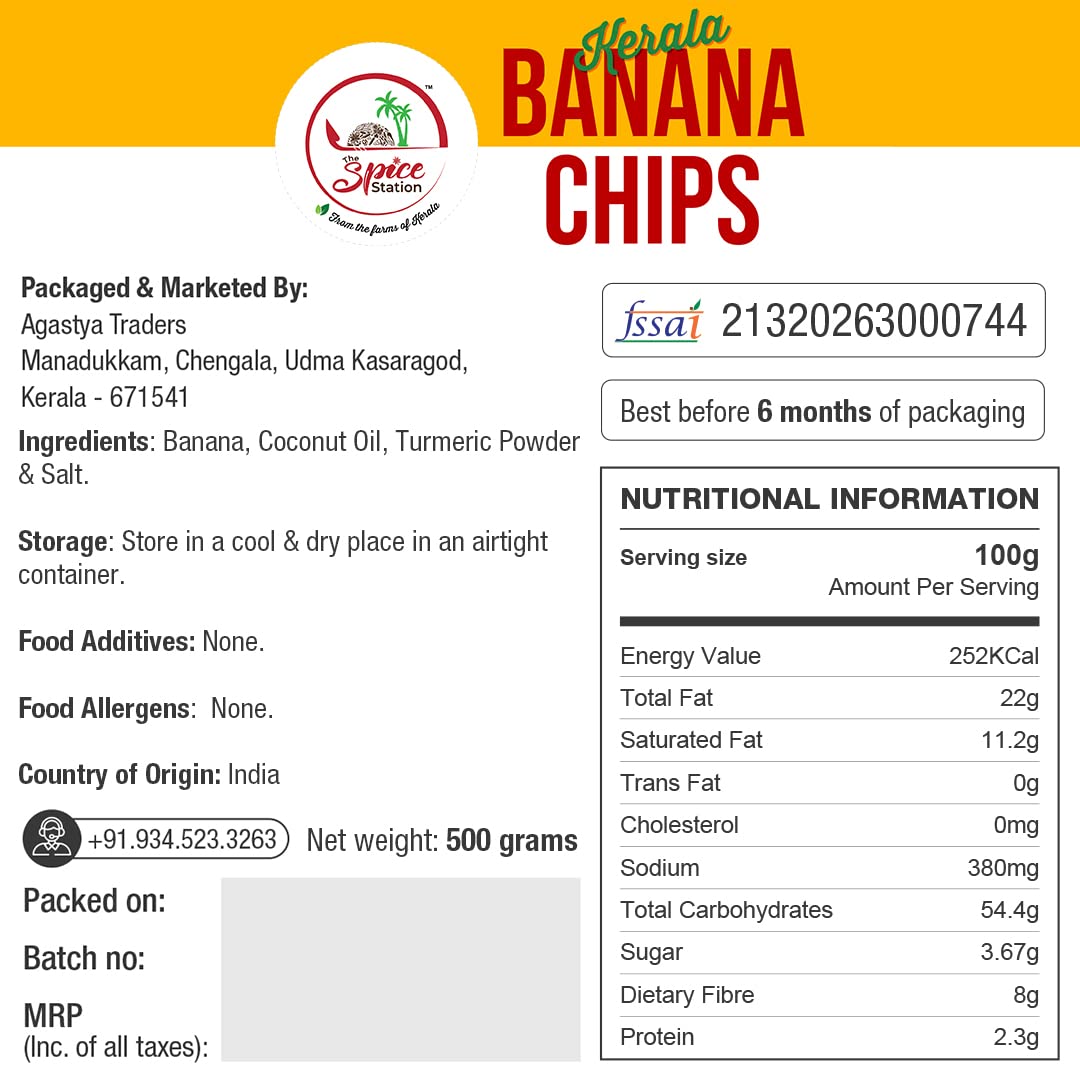 Kerala
BANANA
CHIPS
TM
The
Spice
Station
From the farms of Kerala
Packaged & Marketed By:
Agastya Traders
Manadukkam, Chengala, Udma Kasaragod,
Kerala - 671541
Ingredients: Banana, Coconut Oil, Turmeric Powder
& Salt.
Storage: Store in a cool & dry place in an airtight
container.
Food Additives: None.
Food Allergens: None.
Country of Origin: India
+91.934.523.3263
Net weight: 500 grams
Packed on:
Batch no:
MRP
(Inc. of all taxes):
fssai 21320263000744
Best before 6 months of packaging
NUTRITIONAL INFORMATION
Serving size 100g
Amount Per Serving
Energy Value 252KCal
Total Fat 22g
Saturated Fat 11.2g
Trans Fat 0g
Cholesterol 0mg
Sodium 380mg
Total Carbohydrates 54.4g
Sugar 3.67g
Dietary Fibre 8g
Protein 2.3g